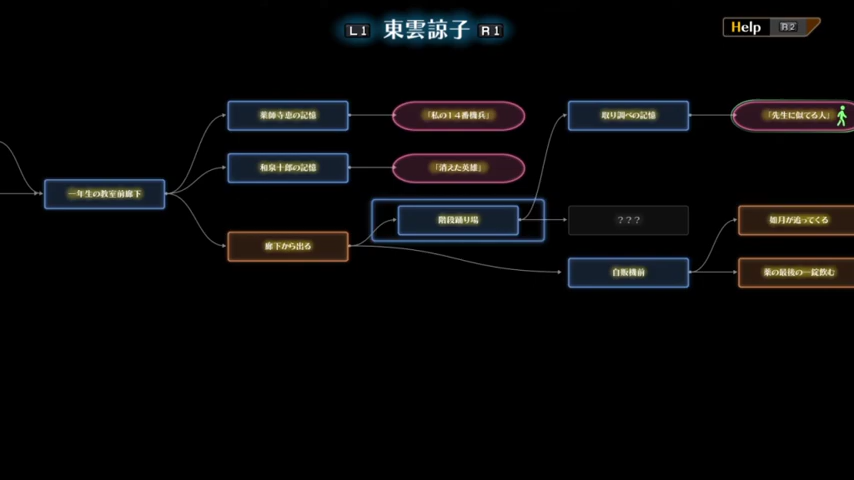 L1 東雲諒子 R1
Help R2
薬師寺恵の記憶
「私の14番機兵」
取り調べの記憶
「先生に似てる人」
和泉十郎の記憶
「消えた英雄」
一年生の教室前廊下
階段踊り場
???
如月が追ってくる
廊下から出る
自販機前
薬の最後の一錠飲む